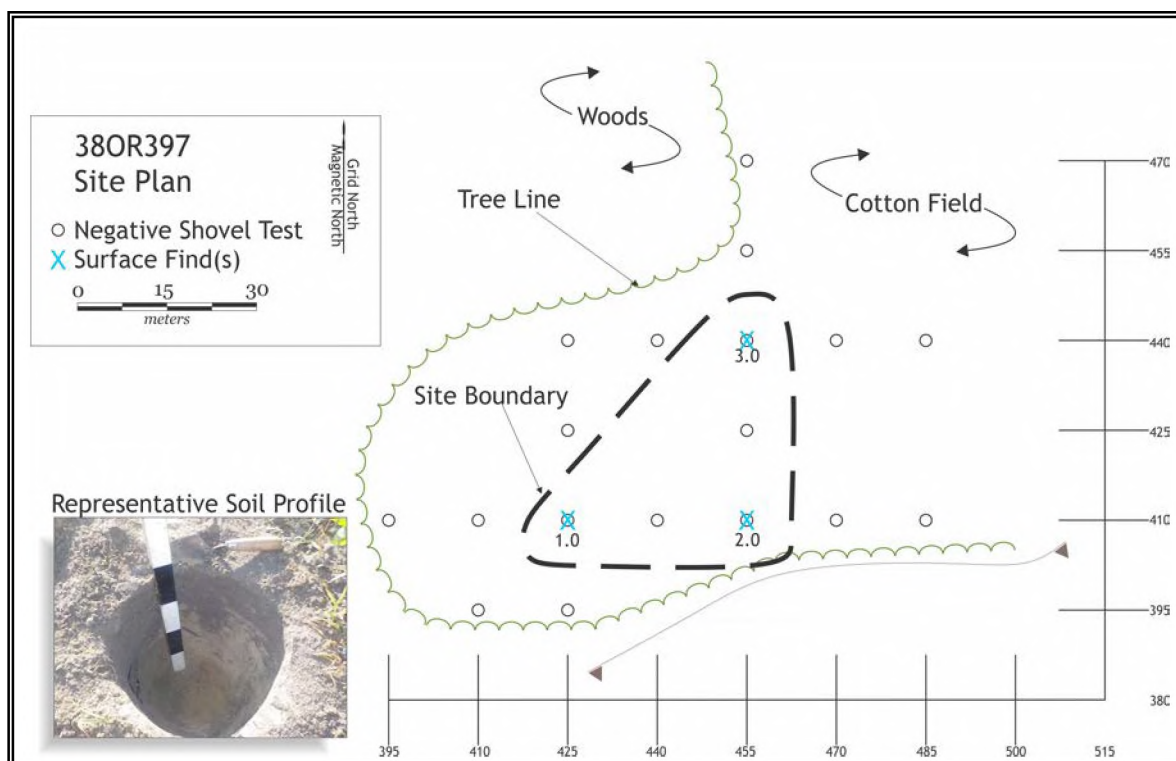 38OR397
Site Plan
Grid North
Magnetic North
Negative Shovel Test
Surface Find(s)
0 15 30
meters
Woods
Tree Line
Cotton Field
Site Boundary
3.0
1.0
2.0
Representative Soil Profile
470
455
440
425
410
395
380
395 410 425 440 455 470 485 500 515